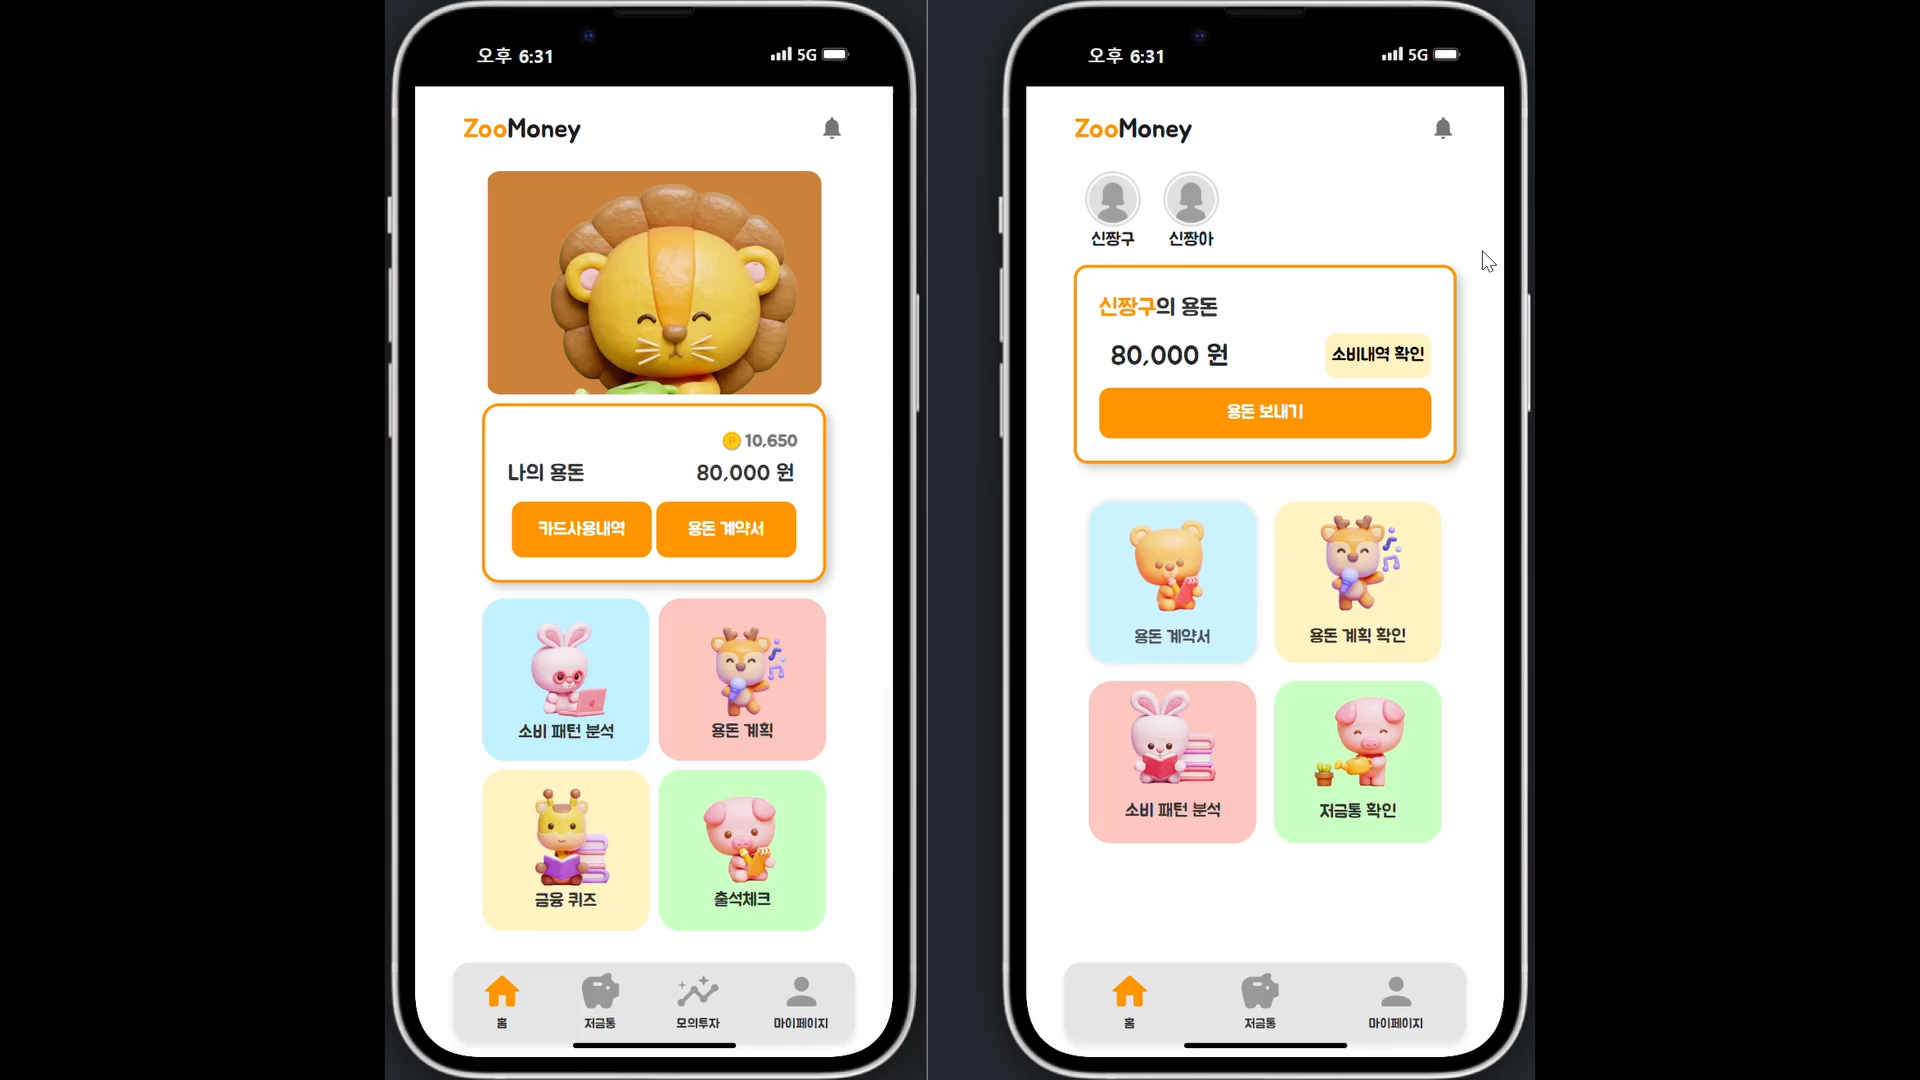 오후 6:31
5G
ZooMoney
P 10,650
나의 용돈
80,000 원
카드사용내역
용돈 계약서
소비 패턴 분석
용돈 계획
금융 퀴즈
출석체크
홈
저금통
모의투자
마이페이지
오후 6:31
5G
ZooMoney
신짱구
신짱아
신짱구의 용돈
80,000 원
소비내역 확인
용돈 보내기
용돈 계약서
용돈 계획 확인
소비 패턴 분석
저금통 확인
홈
저금통
마이페이지